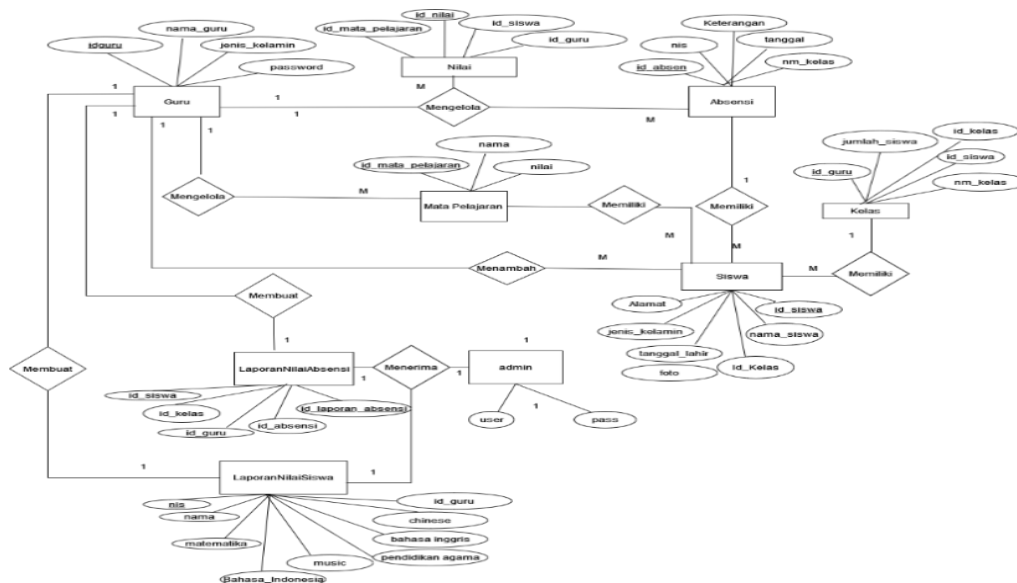 nama_guru
idguru
jenis_kelamin
password
Guru
id_nilai
id_mata_pelajaran
id_siswa
id_guru
Nilai
Keterangan
nis
tanggal
id_absen
nm_kelas
Absensi
1
1
1
1
1
1
M
Mengelola
M
nama
id_mata_pelajaran
nilai
Mata Pelajaran
Mengelola
M
Memiliki
M
1
Memiliki
M
id_kelas
jumlah_siswa
id_siswa
id_guru
nm_kelas
Kelas
1
Memiliki
M
Menambah
M
Siswa
Alamat
id_siswa
jenis_kelamin
nama_siswa
tanggal_lahir
id_Kelas
foto
Membuat
1
Membuat
LaporanNilaiAbsensi
1
Menerima
1
1
admin
user
1
pass
id_siswa
id_kelas
id_laporan_absensi
id_guru
id_absensi
1
LaporanNilaiSiswa
1
nis
id_guru
nama
chinese
matematika
bahasa inggris
music
pendidikan agama
Bahasa_Indonesia